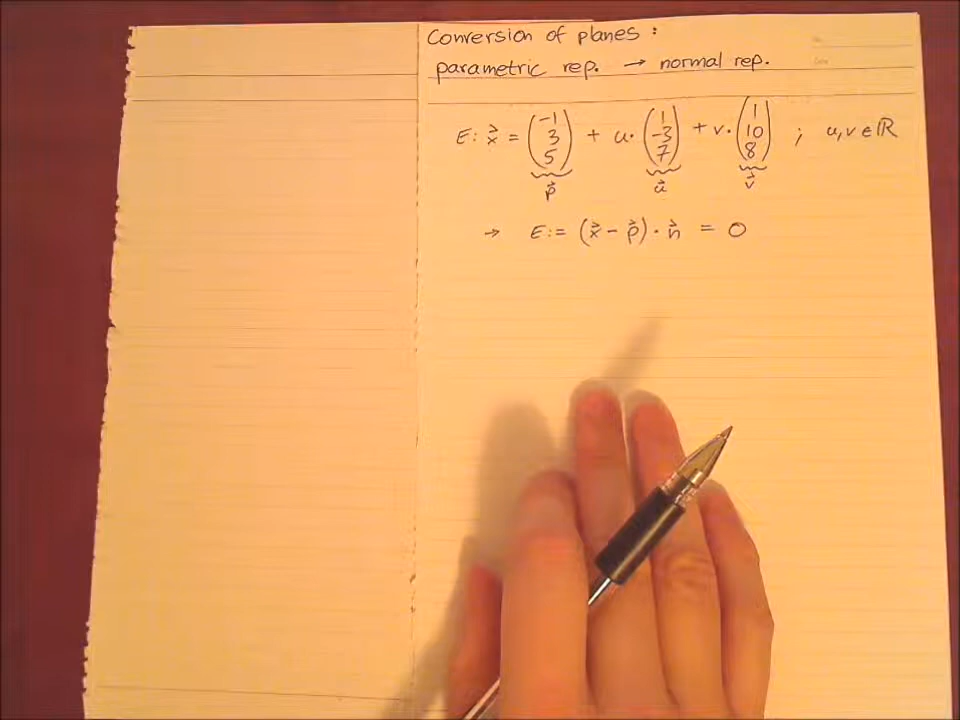 Conversion of planes :
parametric rep. → normal rep.
E: x⃗ = (-1 3 5) + u· (1 -3 7) + v· (1 10 8) ; u,v ∈ ℝ
p⃗ u⃗ v⃗
→ E:= (x⃗ - p⃗) · n⃗ = 0